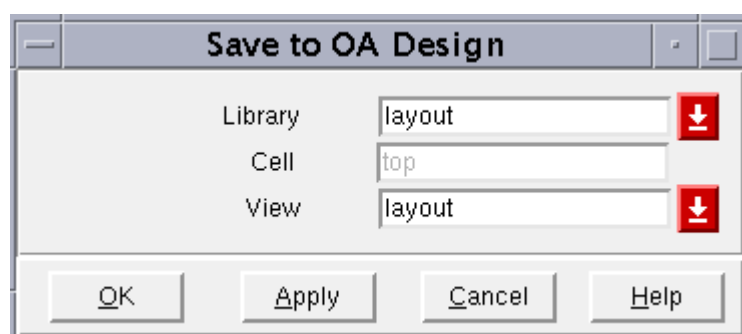 Save to OA Design
Library layout
Cell top
View layout
OK Apply Cancel Help